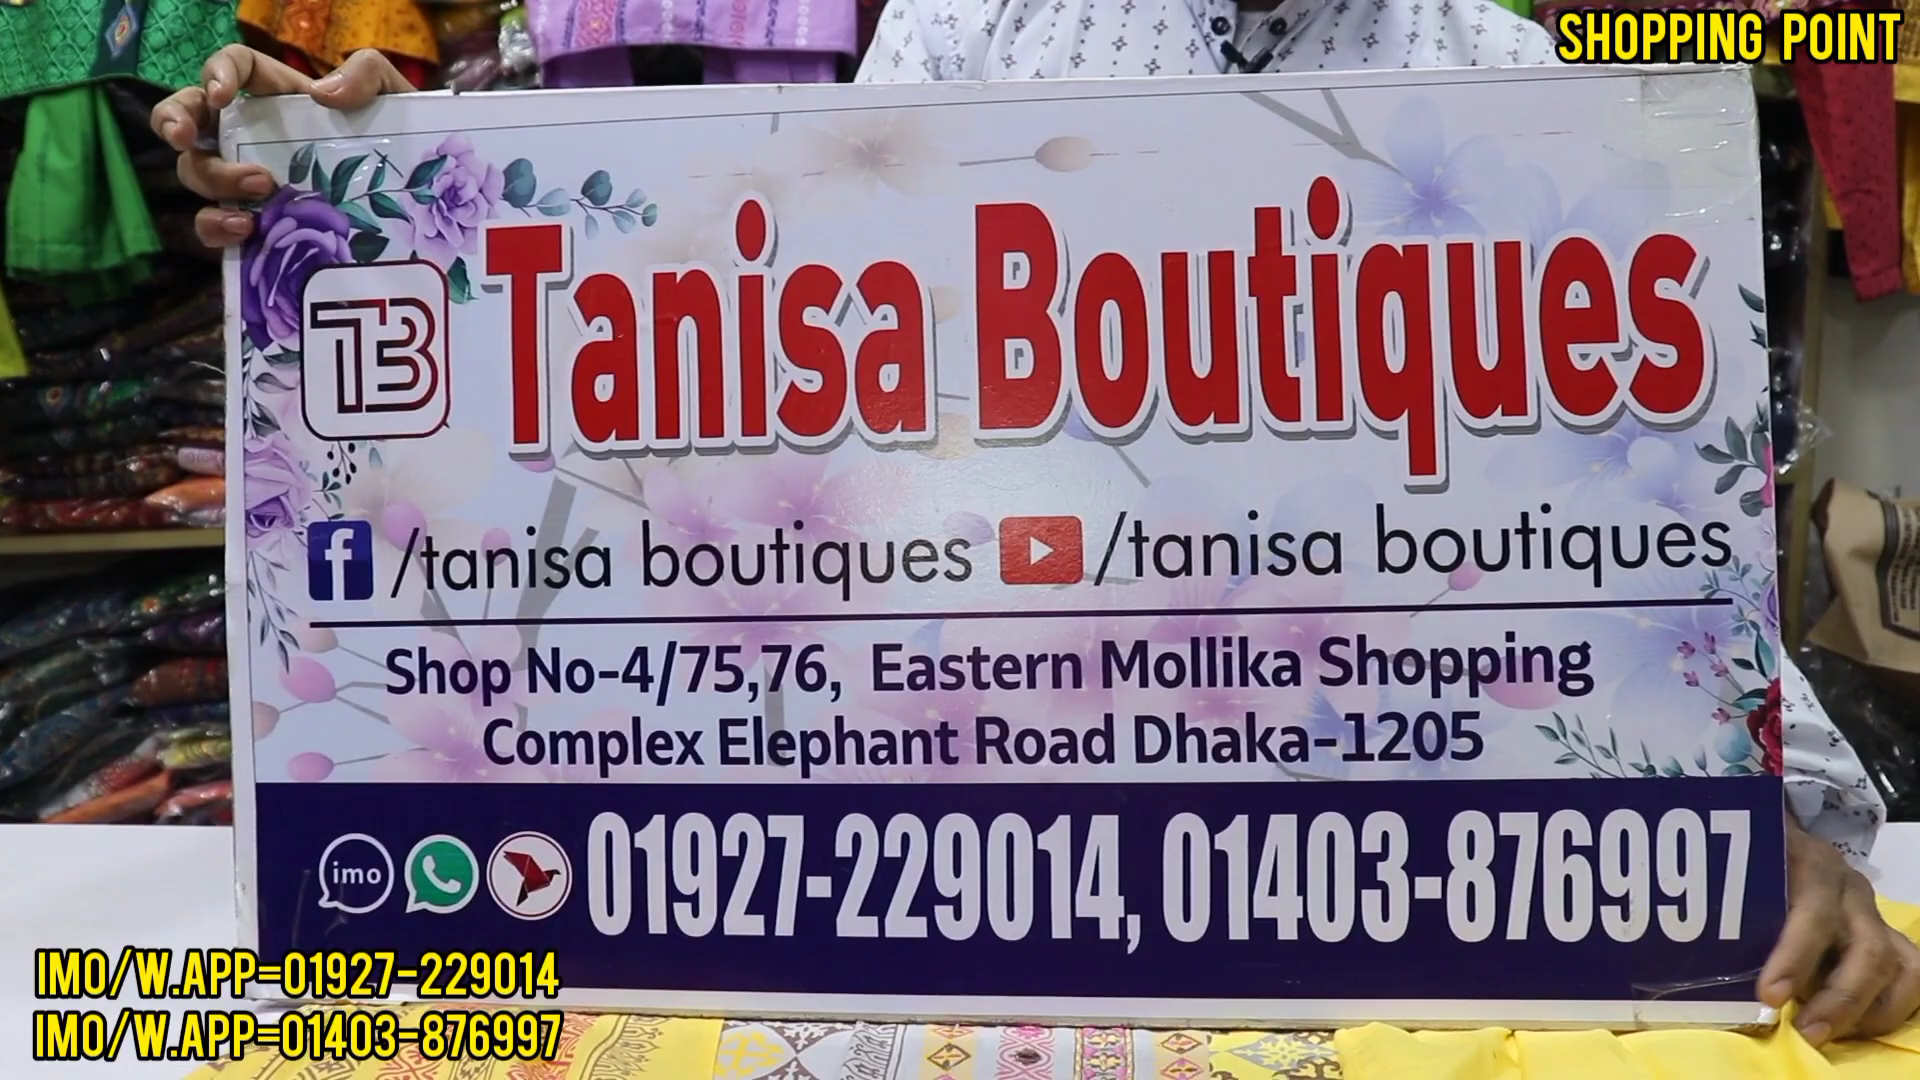 SHOPPING POINT
TB
Tanisa Boutiques
f /tanisa boutiques /tanisa boutiques
Shop No-4/75,76, Eastern Mollika Shopping
Complex Elephant Road Dhaka-1205
imo 01927-229014, 01403-876997
IMO/W.APP=01927-229014
IMO/W.APP=01403-876997